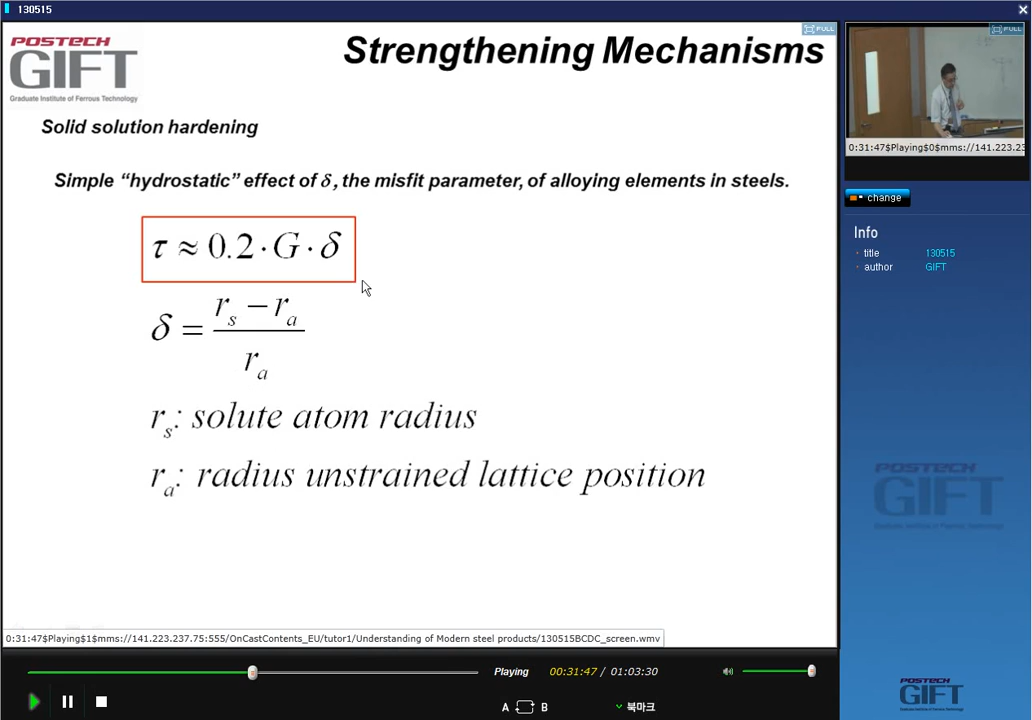 130515
POSTECH
GIFT
Graduate Institute of Ferrous Technology
Strengthening Mechanisms
FULL
Solid solution hardening
Simple “hydrostatic” effect of δ, the misfit parameter, of alloying elements in steels.
τ ≈ 0.2 · G · δ
δ = (r_s − r_a) / r_a
r_s: solute atom radius
r_a: radius unstrained lattice position
0:31:47$Playing$1$mms://141.223.237.75:555/OnCastContents_EU/tutor1/Understanding of Modern steel products/130515BCDC_screen.wmv
Playing 00:31:47 / 01:03:30
A B 북마크
FULL
0:31:47$Playing$0$mms://141.223.23
change
Info
title 130515
author GIFT
POSTECH
GIFT
POSTECH
GIFT